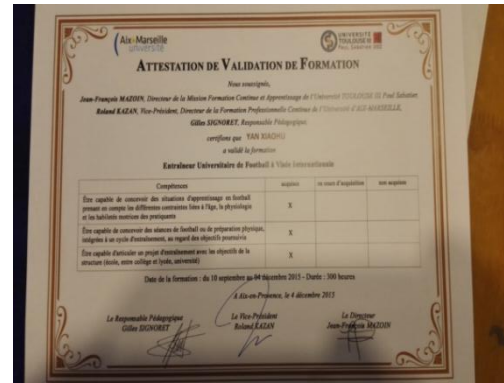 Aix*Marseille
université
UNIVERSITÉ
TOULOUSE III
PAUL SABATIER
ATTESTATION DE VALIDATION DE FORMATION
Nous soussignés,
Jean-François MAZOIN, Directeur de la Mission Formation Continue et Apprentissage de l'Université TOULOUSE III Paul Sabatier,
Roland KAZAN, Vice-Président, Directeur de la Formation Professionnelle Continue de l'Université d'AIX-MARSEILLE,
Gilles SIGNORET, Responsable Pédagogique
certifions que YAN XIAOHU
a validé la formation
Entraîneur Universitaire de Football à Visée Internationale
Compétences acquises en cours d'acquisition non acquises
Être capable de concevoir des situations d'apprentissage en football
prenant en compte les différentes contraintes liées à l'âge, la physiologie
et les habiletés motrices des pratiquants
X
Être capable de concevoir des séances de football ou de préparation physique,
intégrées à un cycle d'entraînement, au regard des objectifs poursuivis
X
Être capable d'articuler un projet d'entraînement avec les objectifs de la
structure (école, entre collège et lycée, université)
X
Date de la formation : du 10 septembre au 04 décembre 2015 - Durée : 300 heures
A Aix-en-Provence, le 4 décembre 2015
Le Responsable Pédagogique Le Vice-Président Le Directeur
Gilles SIGNORET Roland KAZAN Jean-François MAZOIN